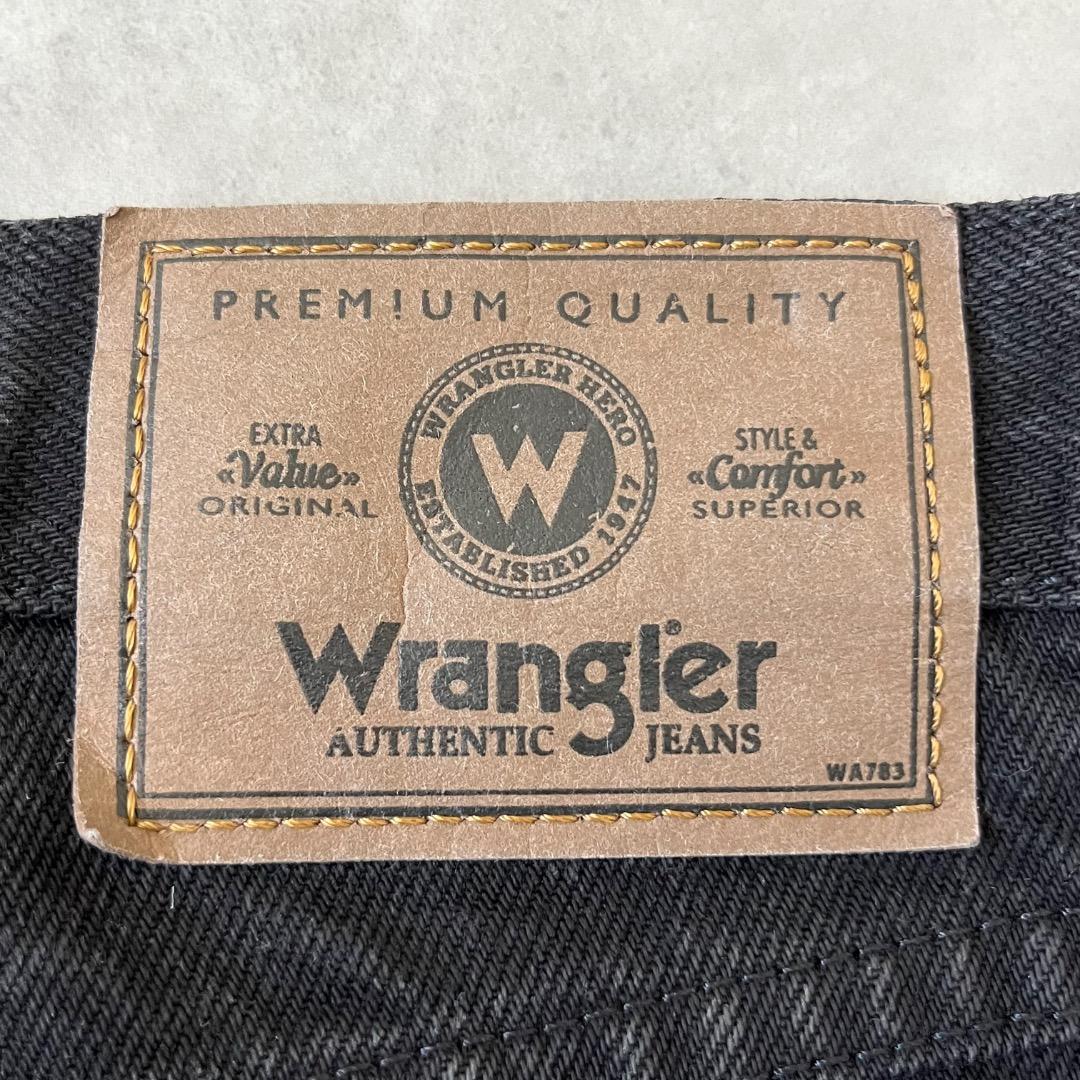 PREMIUM QUALITY
WRANGLER HERO
ESTABLISHED 1947
W
EXTRA
«Value»
ORIGINAL
STYLE &
«Comfort»
SUPERIOR
Wrangler®
AUTHENTIC JEANS
WA783